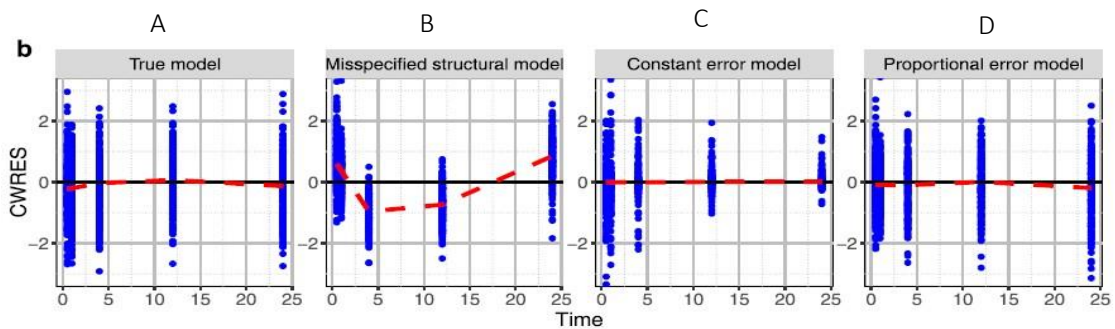 A B C D
b
True model Misspecified structural model Constant error model Proportional error model
2 2 2 2
CWRES
0 0 0 0
−2 −2 −2 −2
0 5 10 15 20 25 0 5 10 15 20 25 0 5 10 15 20 25 0 5 10 15 20 25
Time